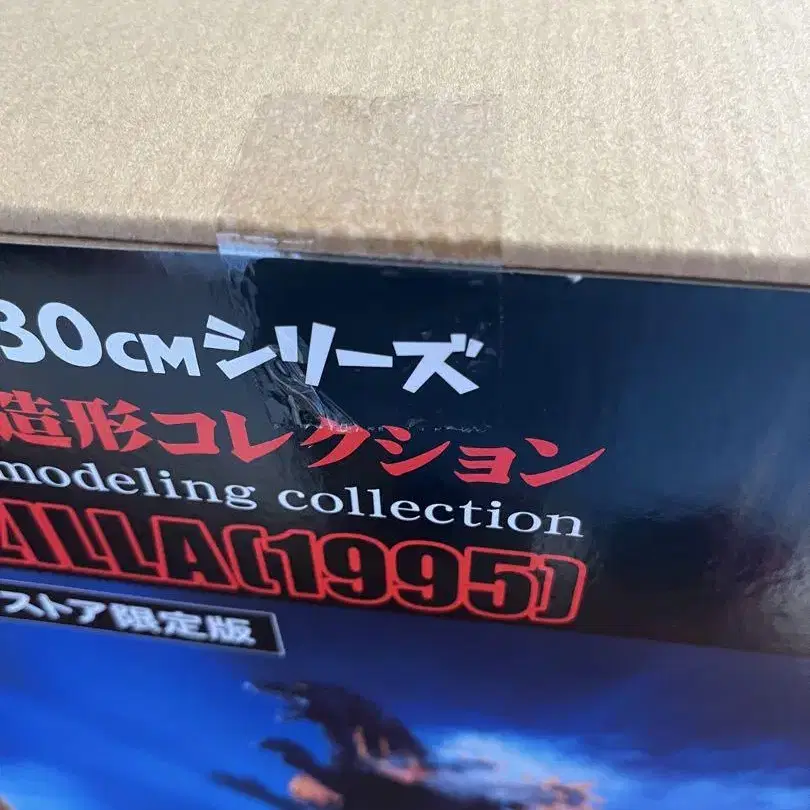 30CMシリーズ
造形コレクション
modeling collection
ALLA(1995)
ストア限定版